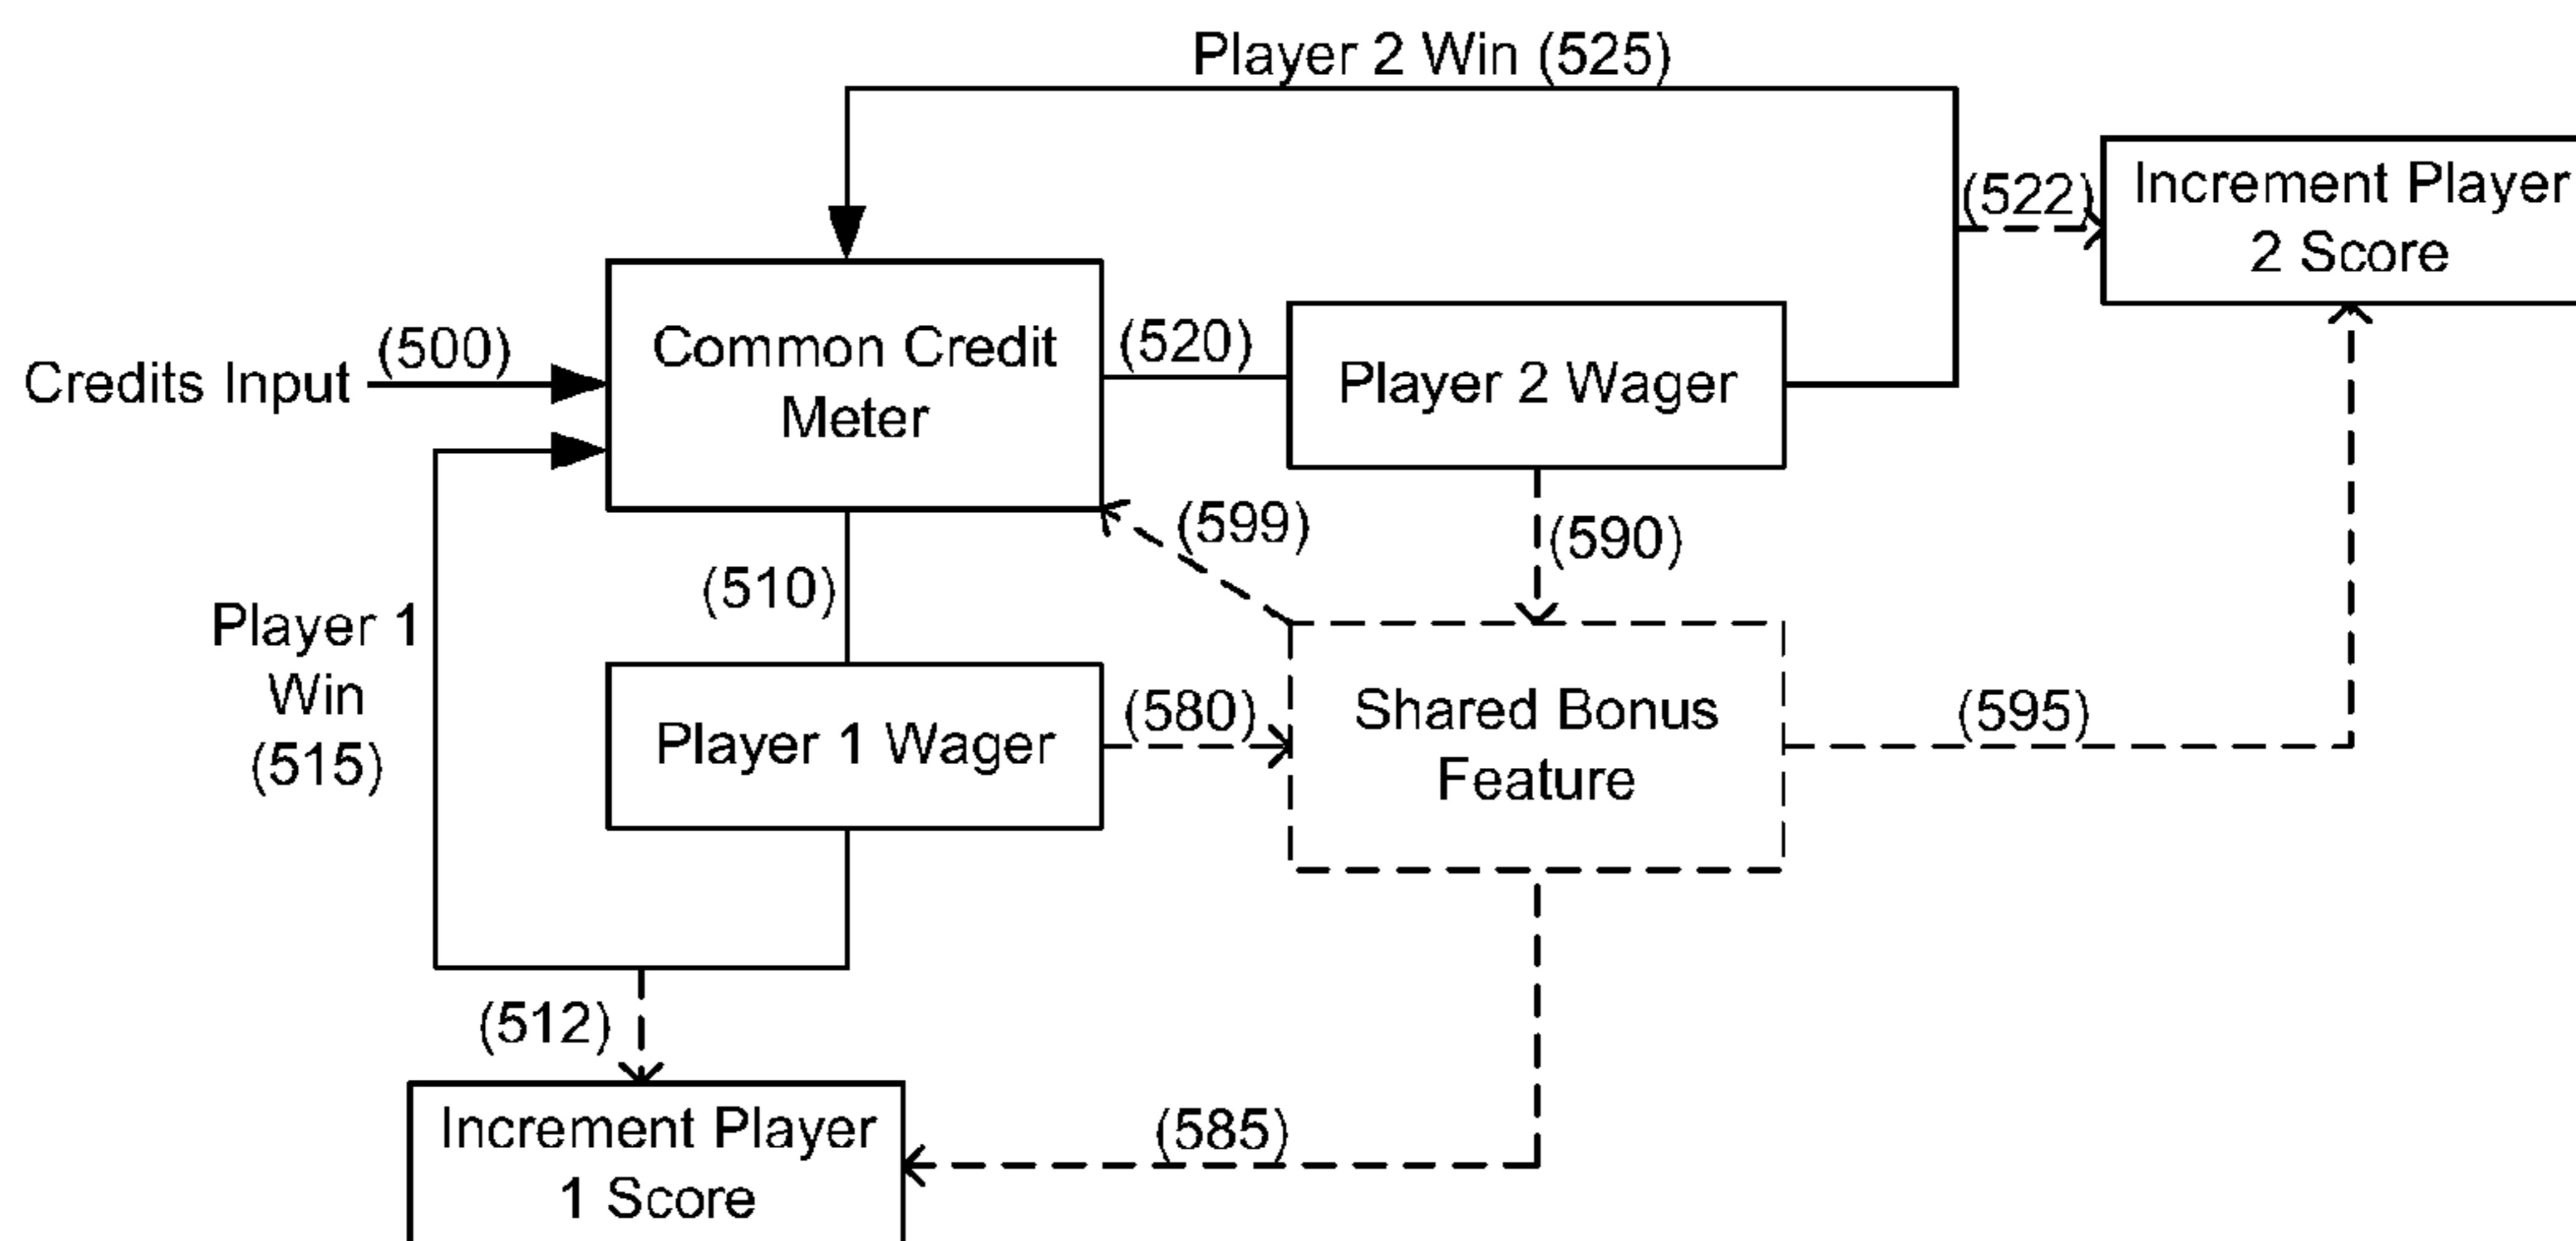 Player 2 Win (525)
(522)
Increment Player
2 Score
Credits Input
(500)
Common Credit
Meter
(520)
Player 2 Wager
(599)
(590)
(510)
Player 1
Win
(515)
Player 1 Wager
(580)
Shared Bonus
Feature
(595)
(512)
Increment Player
1 Score
(585)